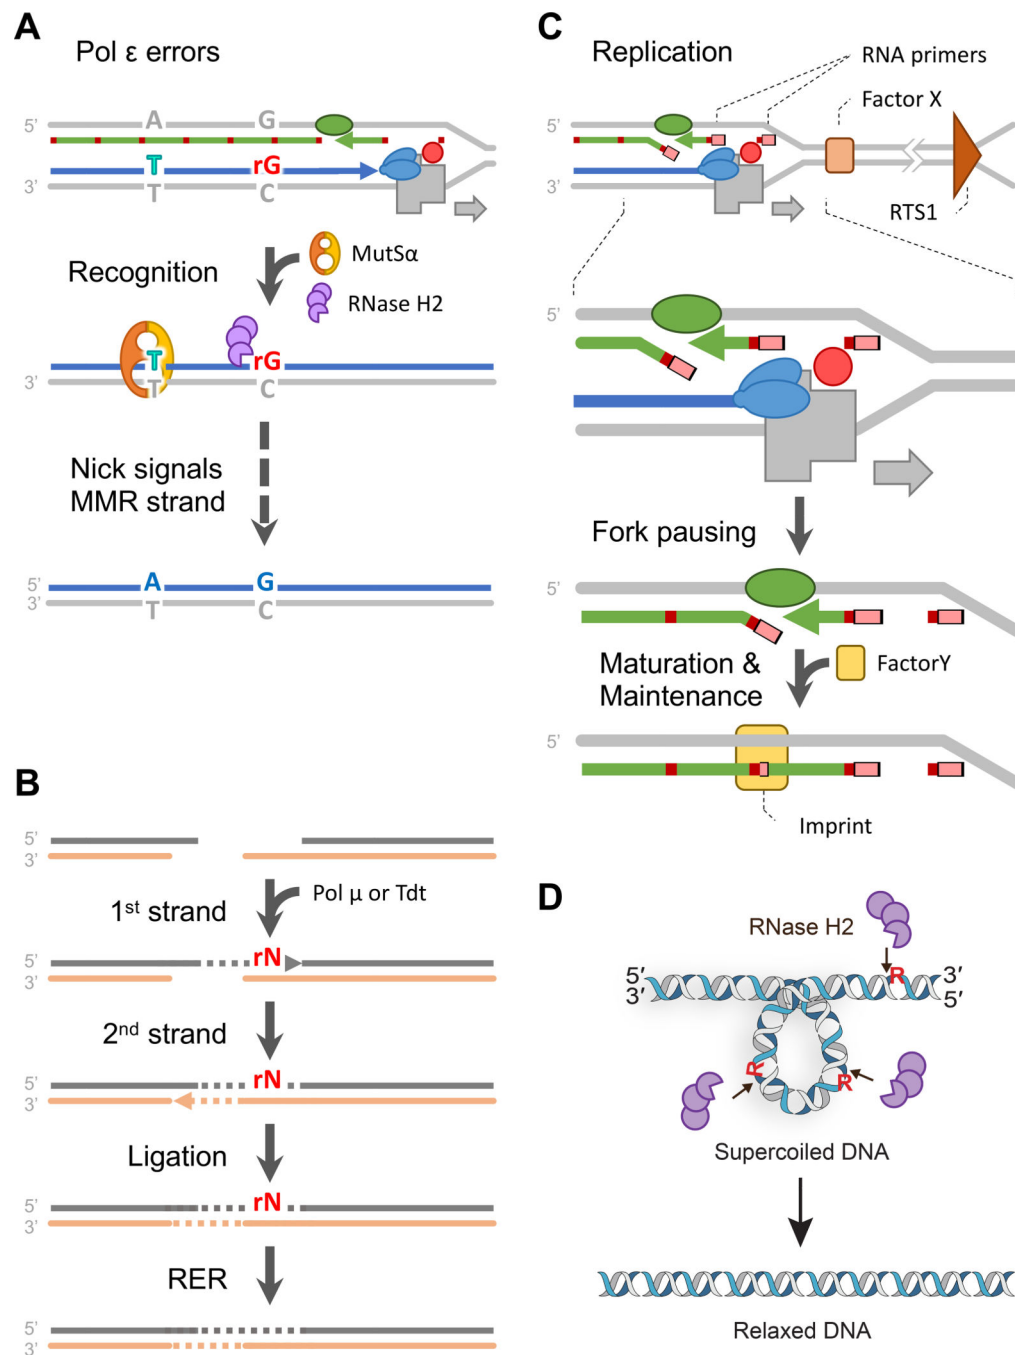 A
Pol ε errors
5′
A G
T rG
3′
T C
Recognition
MutSα
RNase H2
T rG
3′
T C
Nick signals
MMR strand
5′
A G
3′
T C
B
5′
3′
1st strand
Pol μ or Tdt
rN
5′
3′
2nd strand
rN
5′
3′
Ligation
rN
5′
3′
RER
5′
3′
C
Replication
RNA primers
Factor X
5′
3′
RTS1
5′
Fork pausing
5′
Maturation &
Maintenance
FactorY
5′
Imprint
D
RNase H2
R
5′ 3′
3′ 5′
R
R
Supercoiled DNA
Relaxed DNA